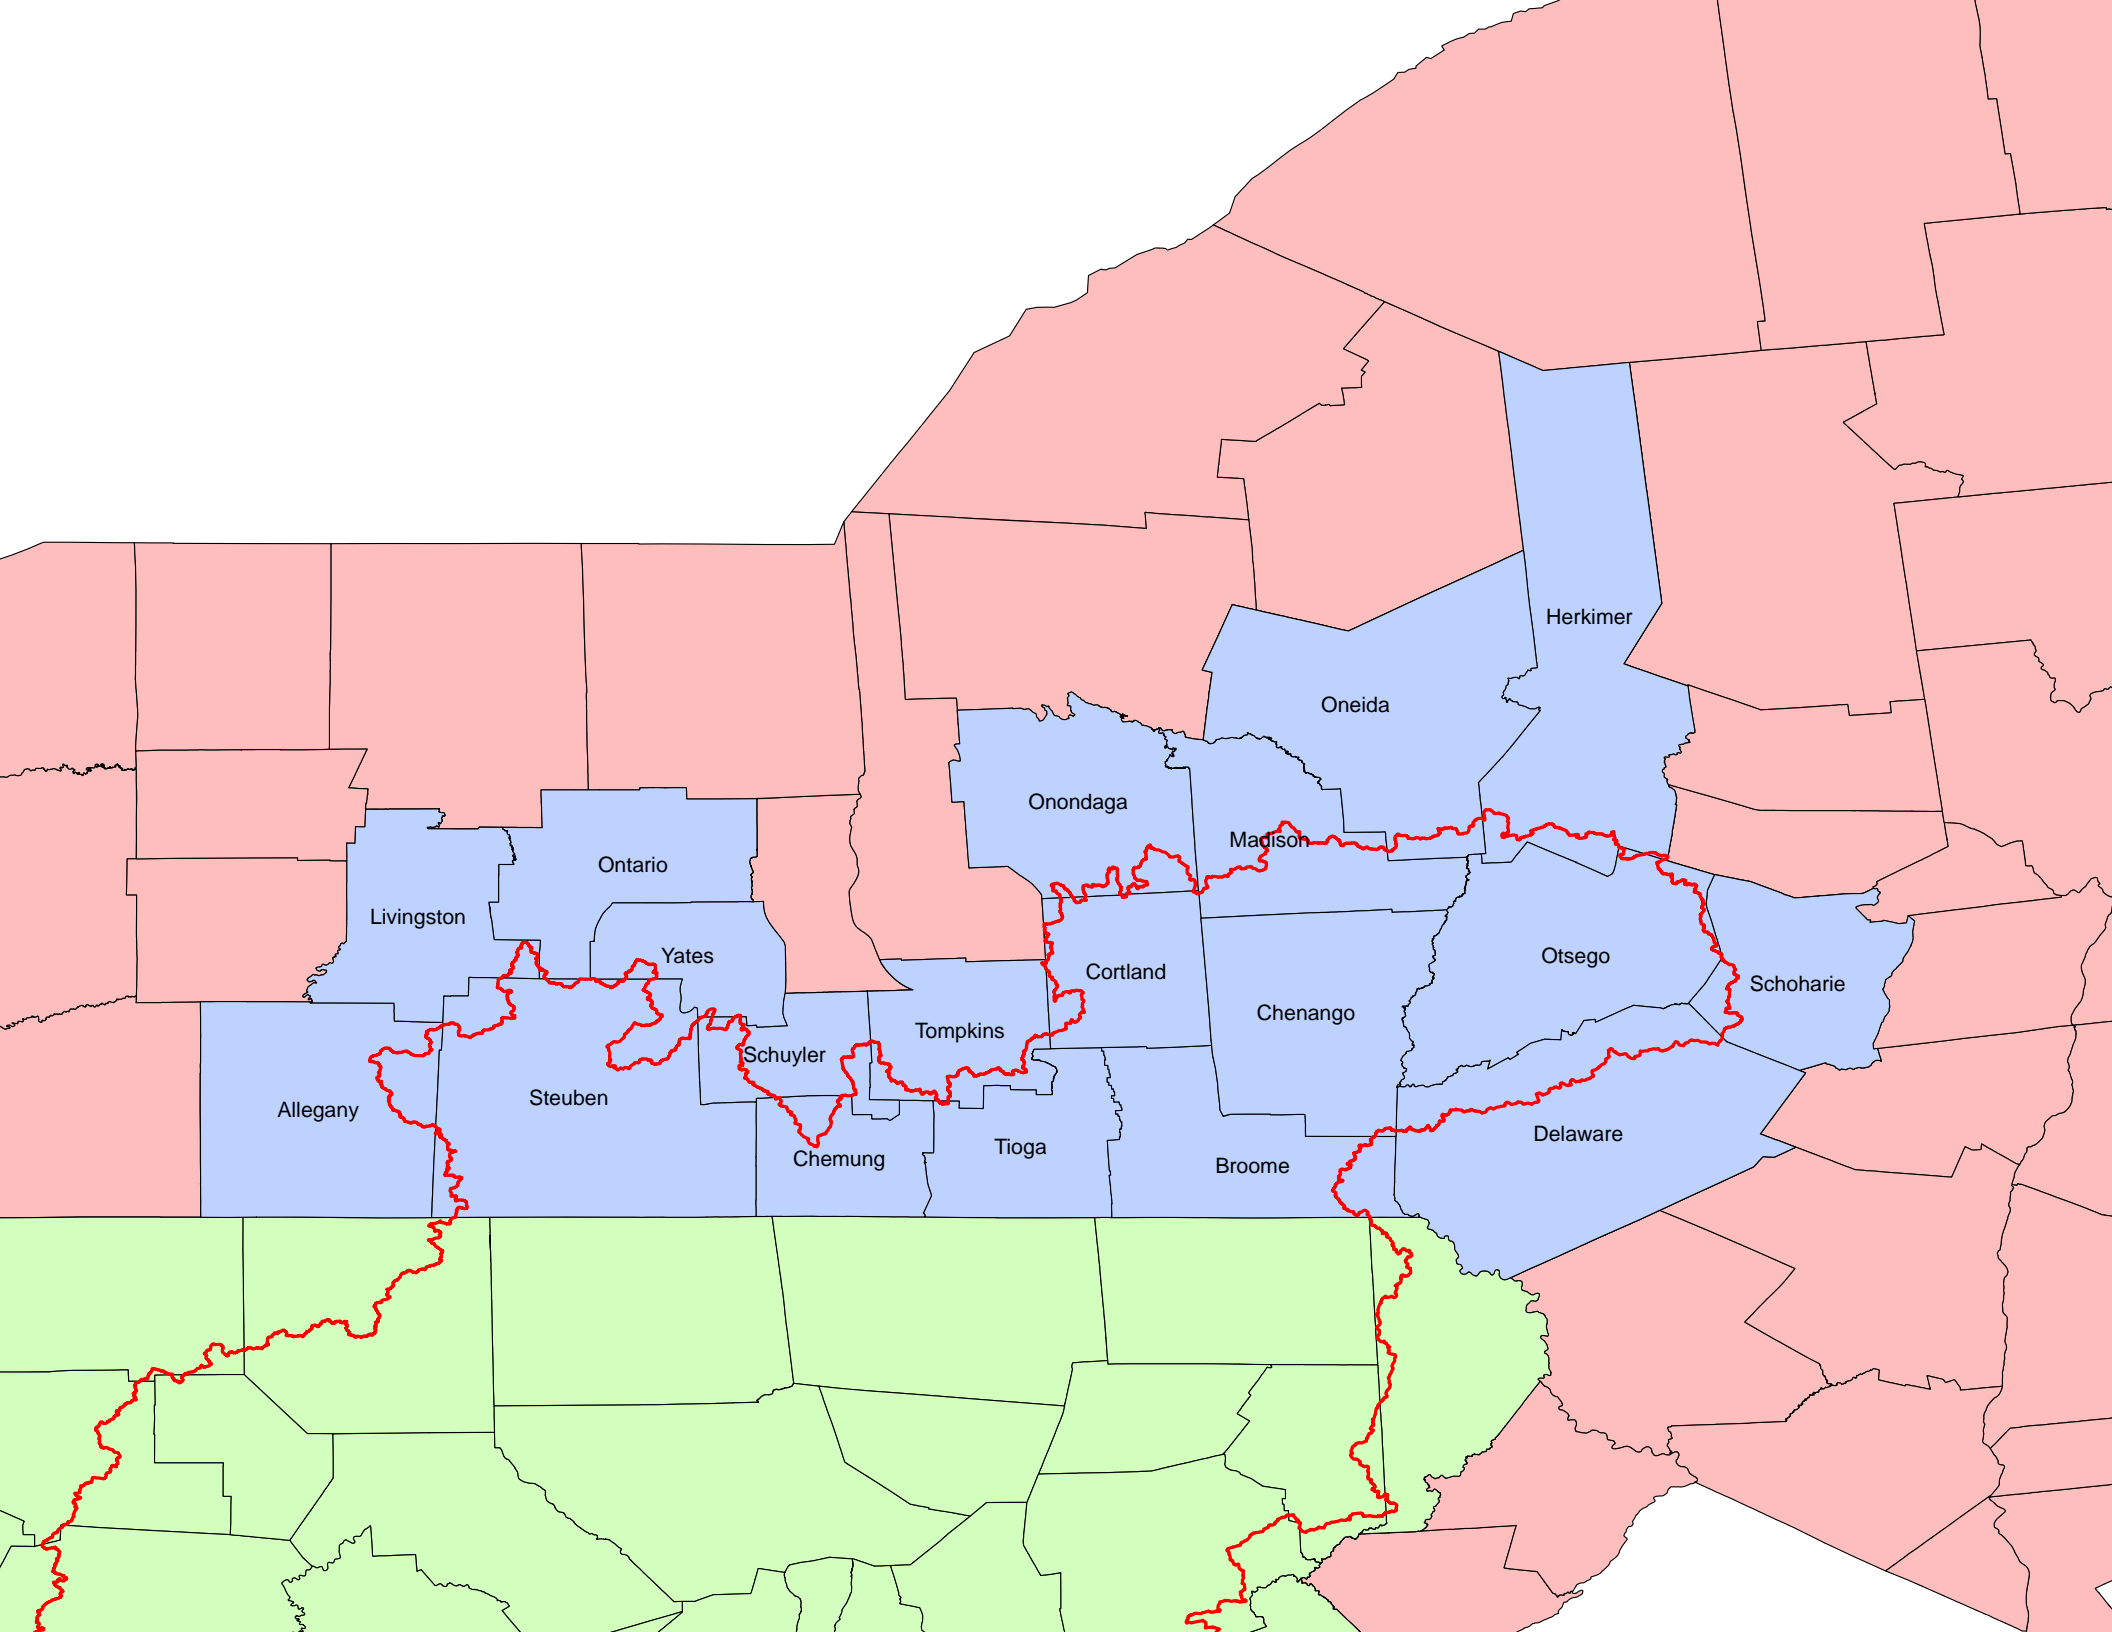 Herkimer
Oneida
Onondaga
Madison
Ontario
Livingston
Yates
Otsego
Cortland
Schoharie
Chenango
Tompkins
Schuyler
Steuben
Allegany
Delaware
Tioga
Chemung
Broome